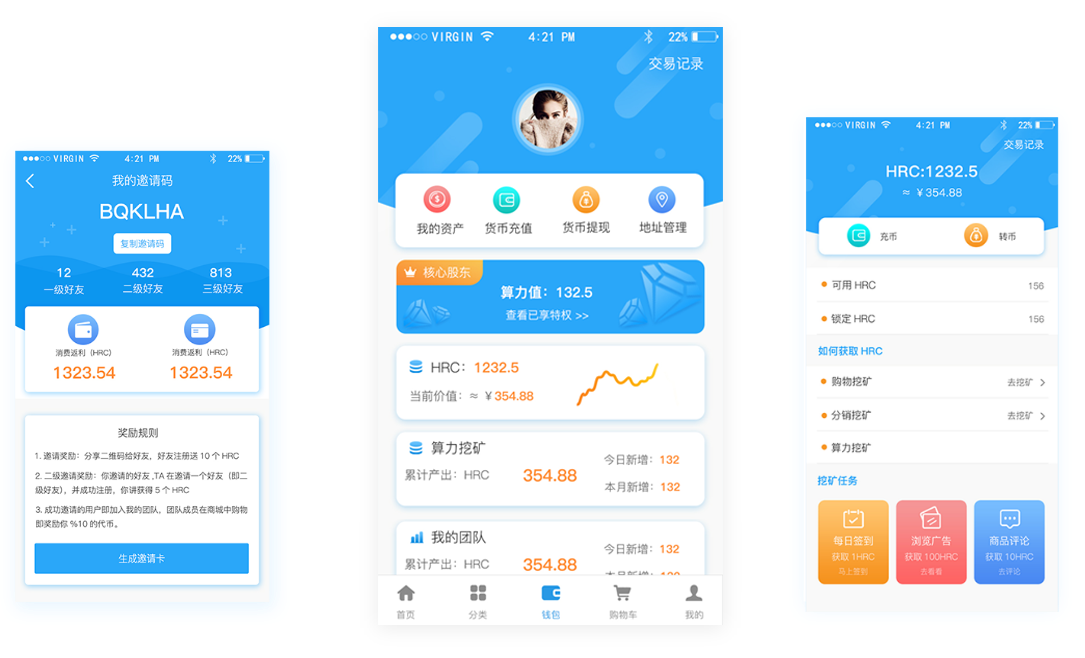 VIRGIN 4:21 PM 22%
我的邀请码
BQKLHA
复制邀请码
12 432 813
一级好友 二级好友 三级好友
消费返利（HRC） 消费返利（HRC）
1323.54 1323.54
奖励规则
1. 邀请奖励：分享二维码给好友，好友注册送 10 个 HRC
2. 二级邀请奖励：你邀请的好友 ,TA 在邀请一个好友（即二
级好友），并成功注册，你讲获得 5 个 HRC
3. 成功邀请的用户即加入我的团队，团队成员在商城中购物
即奖励你 %10 的代币。
生成邀请卡
VIRGIN 4:21 PM 22%
交易记录
我的资产 货币充值 货币提现 地址管理
核心股东
算力值：132.5
查看已享特权 >>
HRC：1232.5
当前价值：≈ ￥354.88
算力挖矿
累计产出：HRC 354.88
今日新增：132
本月新增：132
我的团队
累计产出：HRC 354.88
今日新增：132
本月新增：132
首页 分类 钱包 购物车 我的
VIRGIN 4:21 PM 22%
交易记录
HRC:1232.5
≈ ￥354.88
充币 转币
可用 HRC 156
锁定 HRC 156
如何获取 HRC
购物挖矿 去挖矿
分销挖矿 去挖矿
算力挖矿
挖矿任务
每日签到 浏览广告 商品评论
获取 1HRC 获取 100HRC 获取 10HRC
马上签到 去看看 去评论